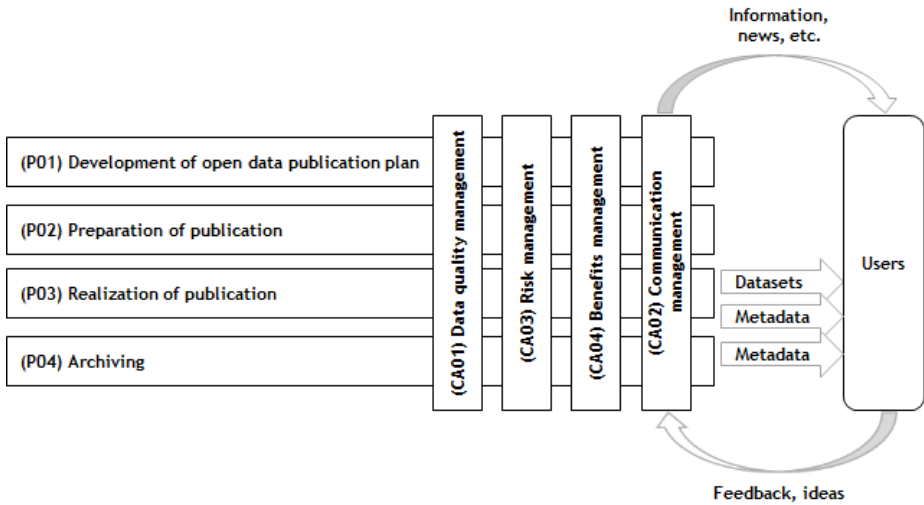 Information,
news, etc.
(P01) Development of open data publication plan
(P02) Preparation of publication
(P03) Realization of publication
(P04) Archiving
(CA01) Data quality management
(CA03) Risk management
(CA04) Benefits management
(CA02) Communication
management
Datasets
Metadata
Metadata
Users
Feedback, ideas